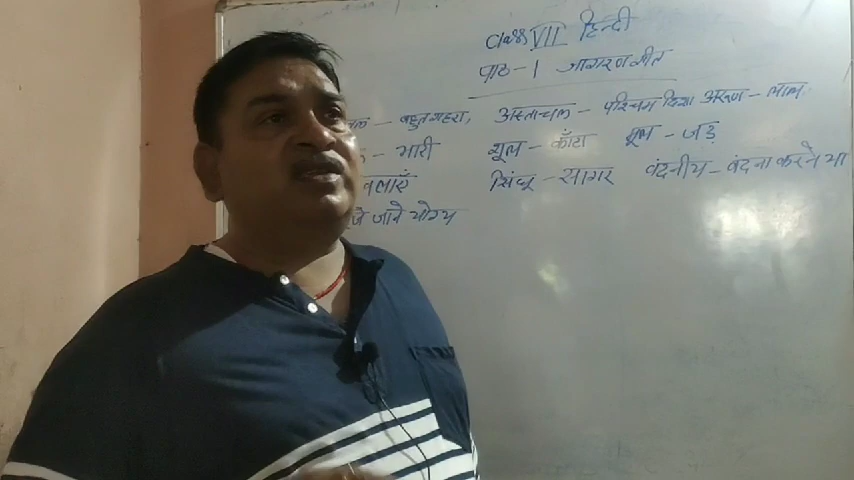 Class VII हिन्दी
पाठ-1 जागरण गीत
- बहुत गहरा, अस्ताचल - पश्चिम दिशा अरूण - लाल
- भारी शूल - काँटा मूल - जड़
सिंधू - सागर वंदनीय - वंदना करने यो
जाने योग्य